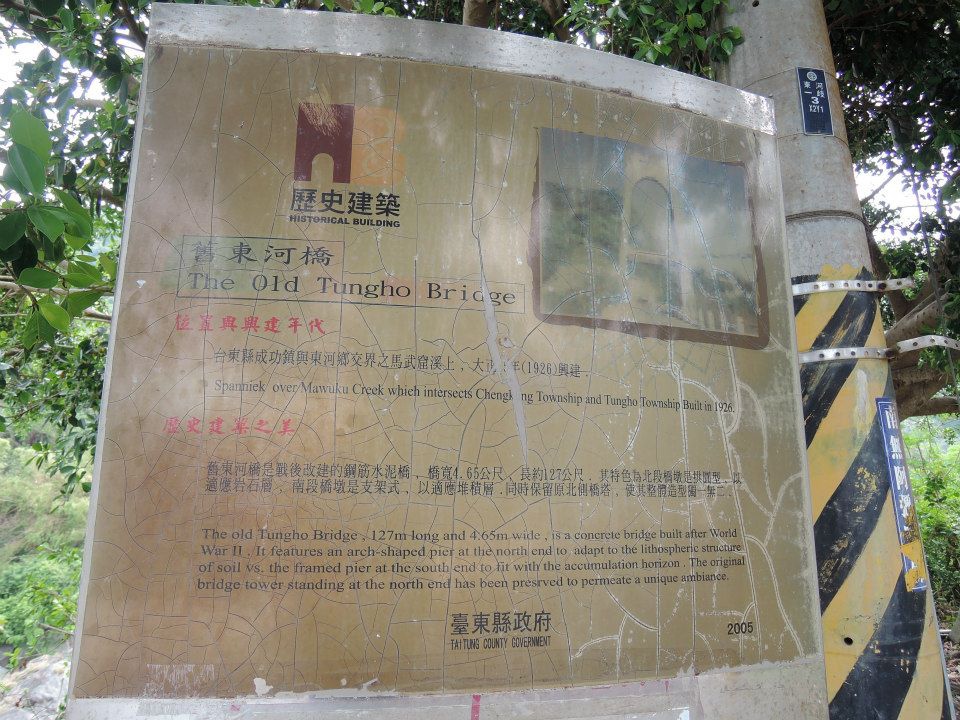 歷史建築
HISTORICAL BUILDING
舊東河橋
The Old Tungho Bridge
位置與興建年代
台東縣成功鎮與東河鄉交界之馬武窟溪上，大正 年(1926)興建.
Spanniek over Mawuku Creek which intersects Township and Tungho Township Built in 1926.
歷史建築之美
舊東河橋是戰後改建的鋼筋水泥橋，橋寬4.65公尺，長約127公尺，其特色為北段橋墩是拱圈型，以
適應岩石層，南段橋墩是支架式，以適應堆積層.同時保留原北側橋塔，使其整體造型獨一無二.
The old Tungho Bridge , 127m long and 4.65m wide , is a concrete bridge built after World
War II . It features an arch-shaped pier at the north end to adapt to the lithospheric structure
of soil vs. the framed pier at the south end to fit with the accumulation horizon . The original
bridge tower standing at the north end has been presrved to permeate a unique ambiance.
臺東縣政府
TAITUNG COUNTY GOVERNMENT
2005
東河
一岐
3
1211
南無阿